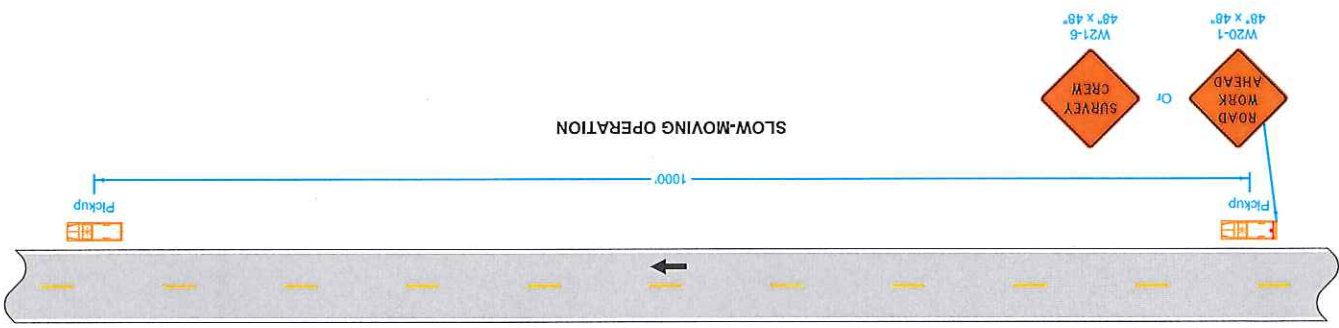 Pickup
Pickup
1000'
SLOW-MOVING OPERATION
SURVEY
CREW
Or
ROAD
WORK
AHEAD
W21-6
48" x 48"
W20-1
48" x 48"